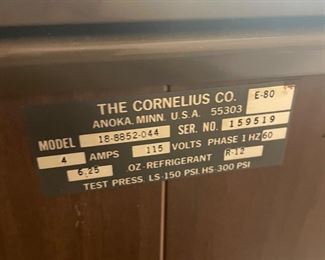 THE CORNELIUS CO. E-80
ANOKA, MINN. U.S.A. 55303
MODEL 18-8852-044 SER. NO. 159519
4 AMPS 115 VOLTS PHASE 1 HZ 60
6.25 OZ-REFRIGERANT R-12
TEST PRESS. LS-150 PSI, HS 300 PSI